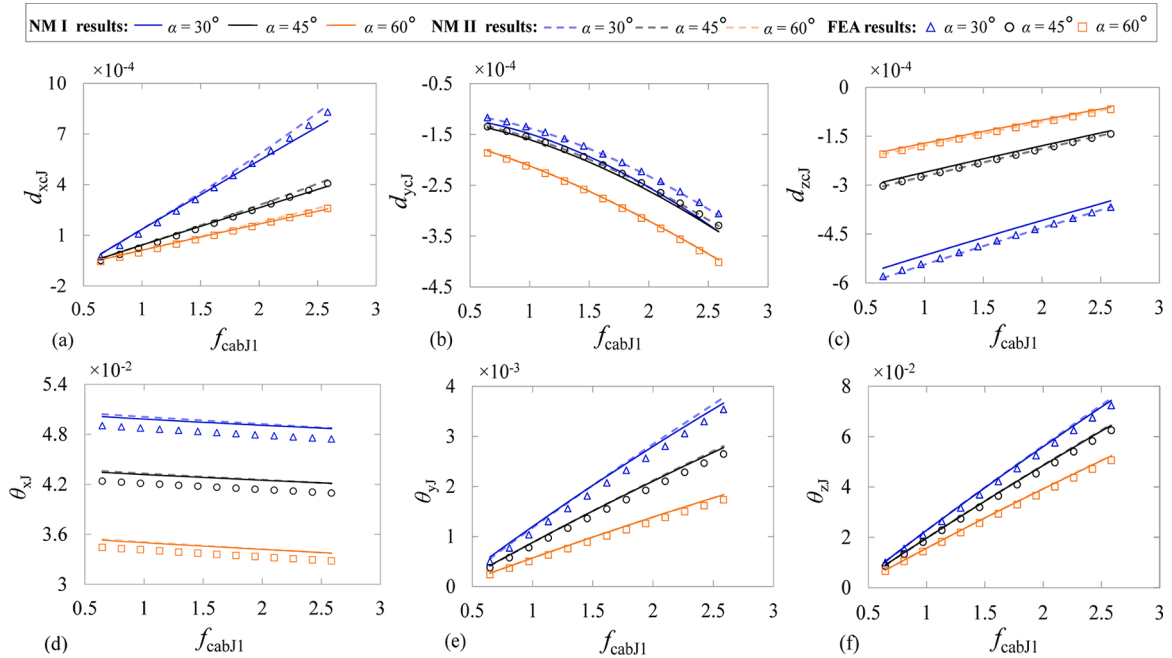 NM I results: α = 30° α = 45° α = 60° NM II results: α = 30° α = 45° α = 60° FEA results: α = 30° α = 45° α = 60°
×10⁻⁴ ×10⁻⁴ ×10⁻⁴
10
7
4
1
-2
d_xcJ
0.5 1 1.5 2 2.5 3
(a) f_cabJ1
-0.5
-1.5
-2.5
-3.5
-4.5
d_ycJ
0.5 1 1.5 2 2.5 3
(b) f_cabJ1
0
-1.5
-3
-4.5
-6
d_zcJ
0.5 1 1.5 2 2.5 3
(c) f_cabJ1
×10⁻² ×10⁻³ ×10⁻²
5.4
4.8
4.2
3.6
3
θ_xJ
0.5 1 1.5 2 2.5 3
(d) f_cabJ1
4
3
2
1
0
θ_yJ
0.5 1 1.5 2 2.5 3
(e) f_cabJ1
8
6
4
2
0
θ_zJ
0.5 1 1.5 2 2.5 3
(f) f_cabJ1